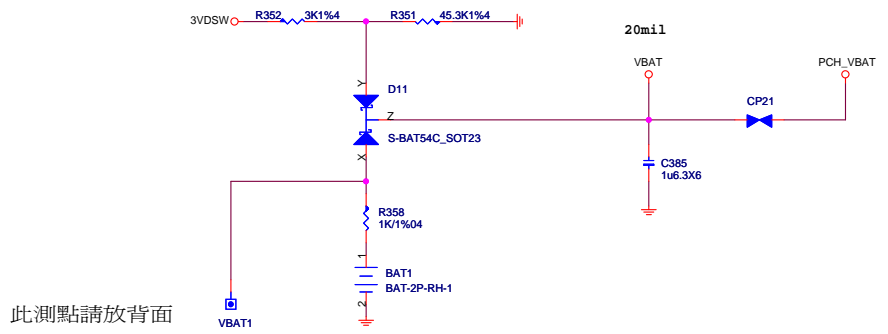 3VDSW
R352
3K1%4
R351
45.3K1%4
20mil
VBAT
PCH_VBAT
Y
D11
Z
CP21
S-BAT54C_SOT23
X
C385
1u6.3X6
R358
1K/1%04
1
BAT1
BAT-2P-RH-1
2
此測點請放背面
VBAT1